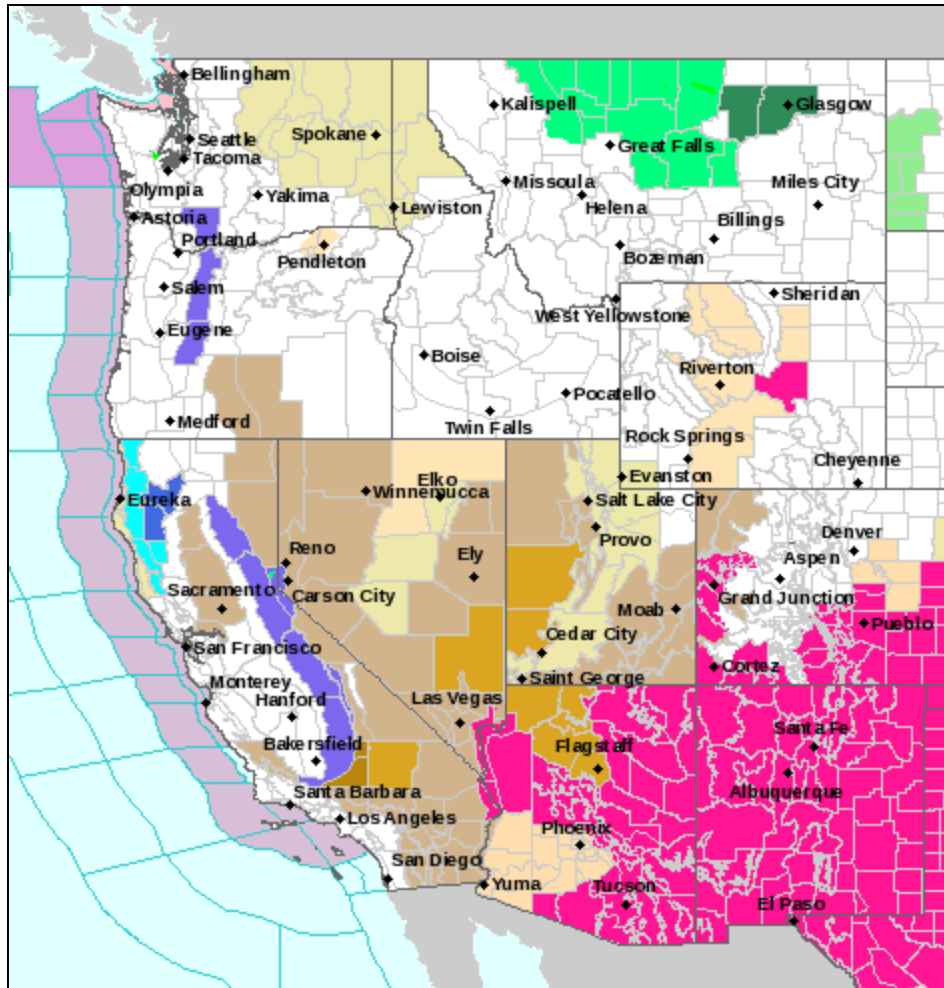 Bellingham
Kalispell
Glasgow
Seattle
Spokane
Great Falls
Tacoma
Olympia
Missoula
Miles City
Yakima
Lewiston
Helena
Astoria
Billings
Portland
Pendleton
Bozeman
Salem
Sheridan
West Yellowstone
Eugene
Boise
Riverton
Pocatello
Medford
Twin Falls
Rock Springs
Cheyenne
Elko
Evanston
Eureka
Winnemucca
Salt Lake City
Provo
Denver
Reno
Ely
Aspen
Sacramento
Carson City
Grand Junction
Moab
Pueblo
Cedar City
San Francisco
Cortez
Saint George
Monterey
Hanford
Las Vegas
Santa Fe
Bakersfield
Flagstaff
Santa Barbara
Albuquerque
Los Angeles
Phoenix
San Diego
Yuma
Tucson
El Paso